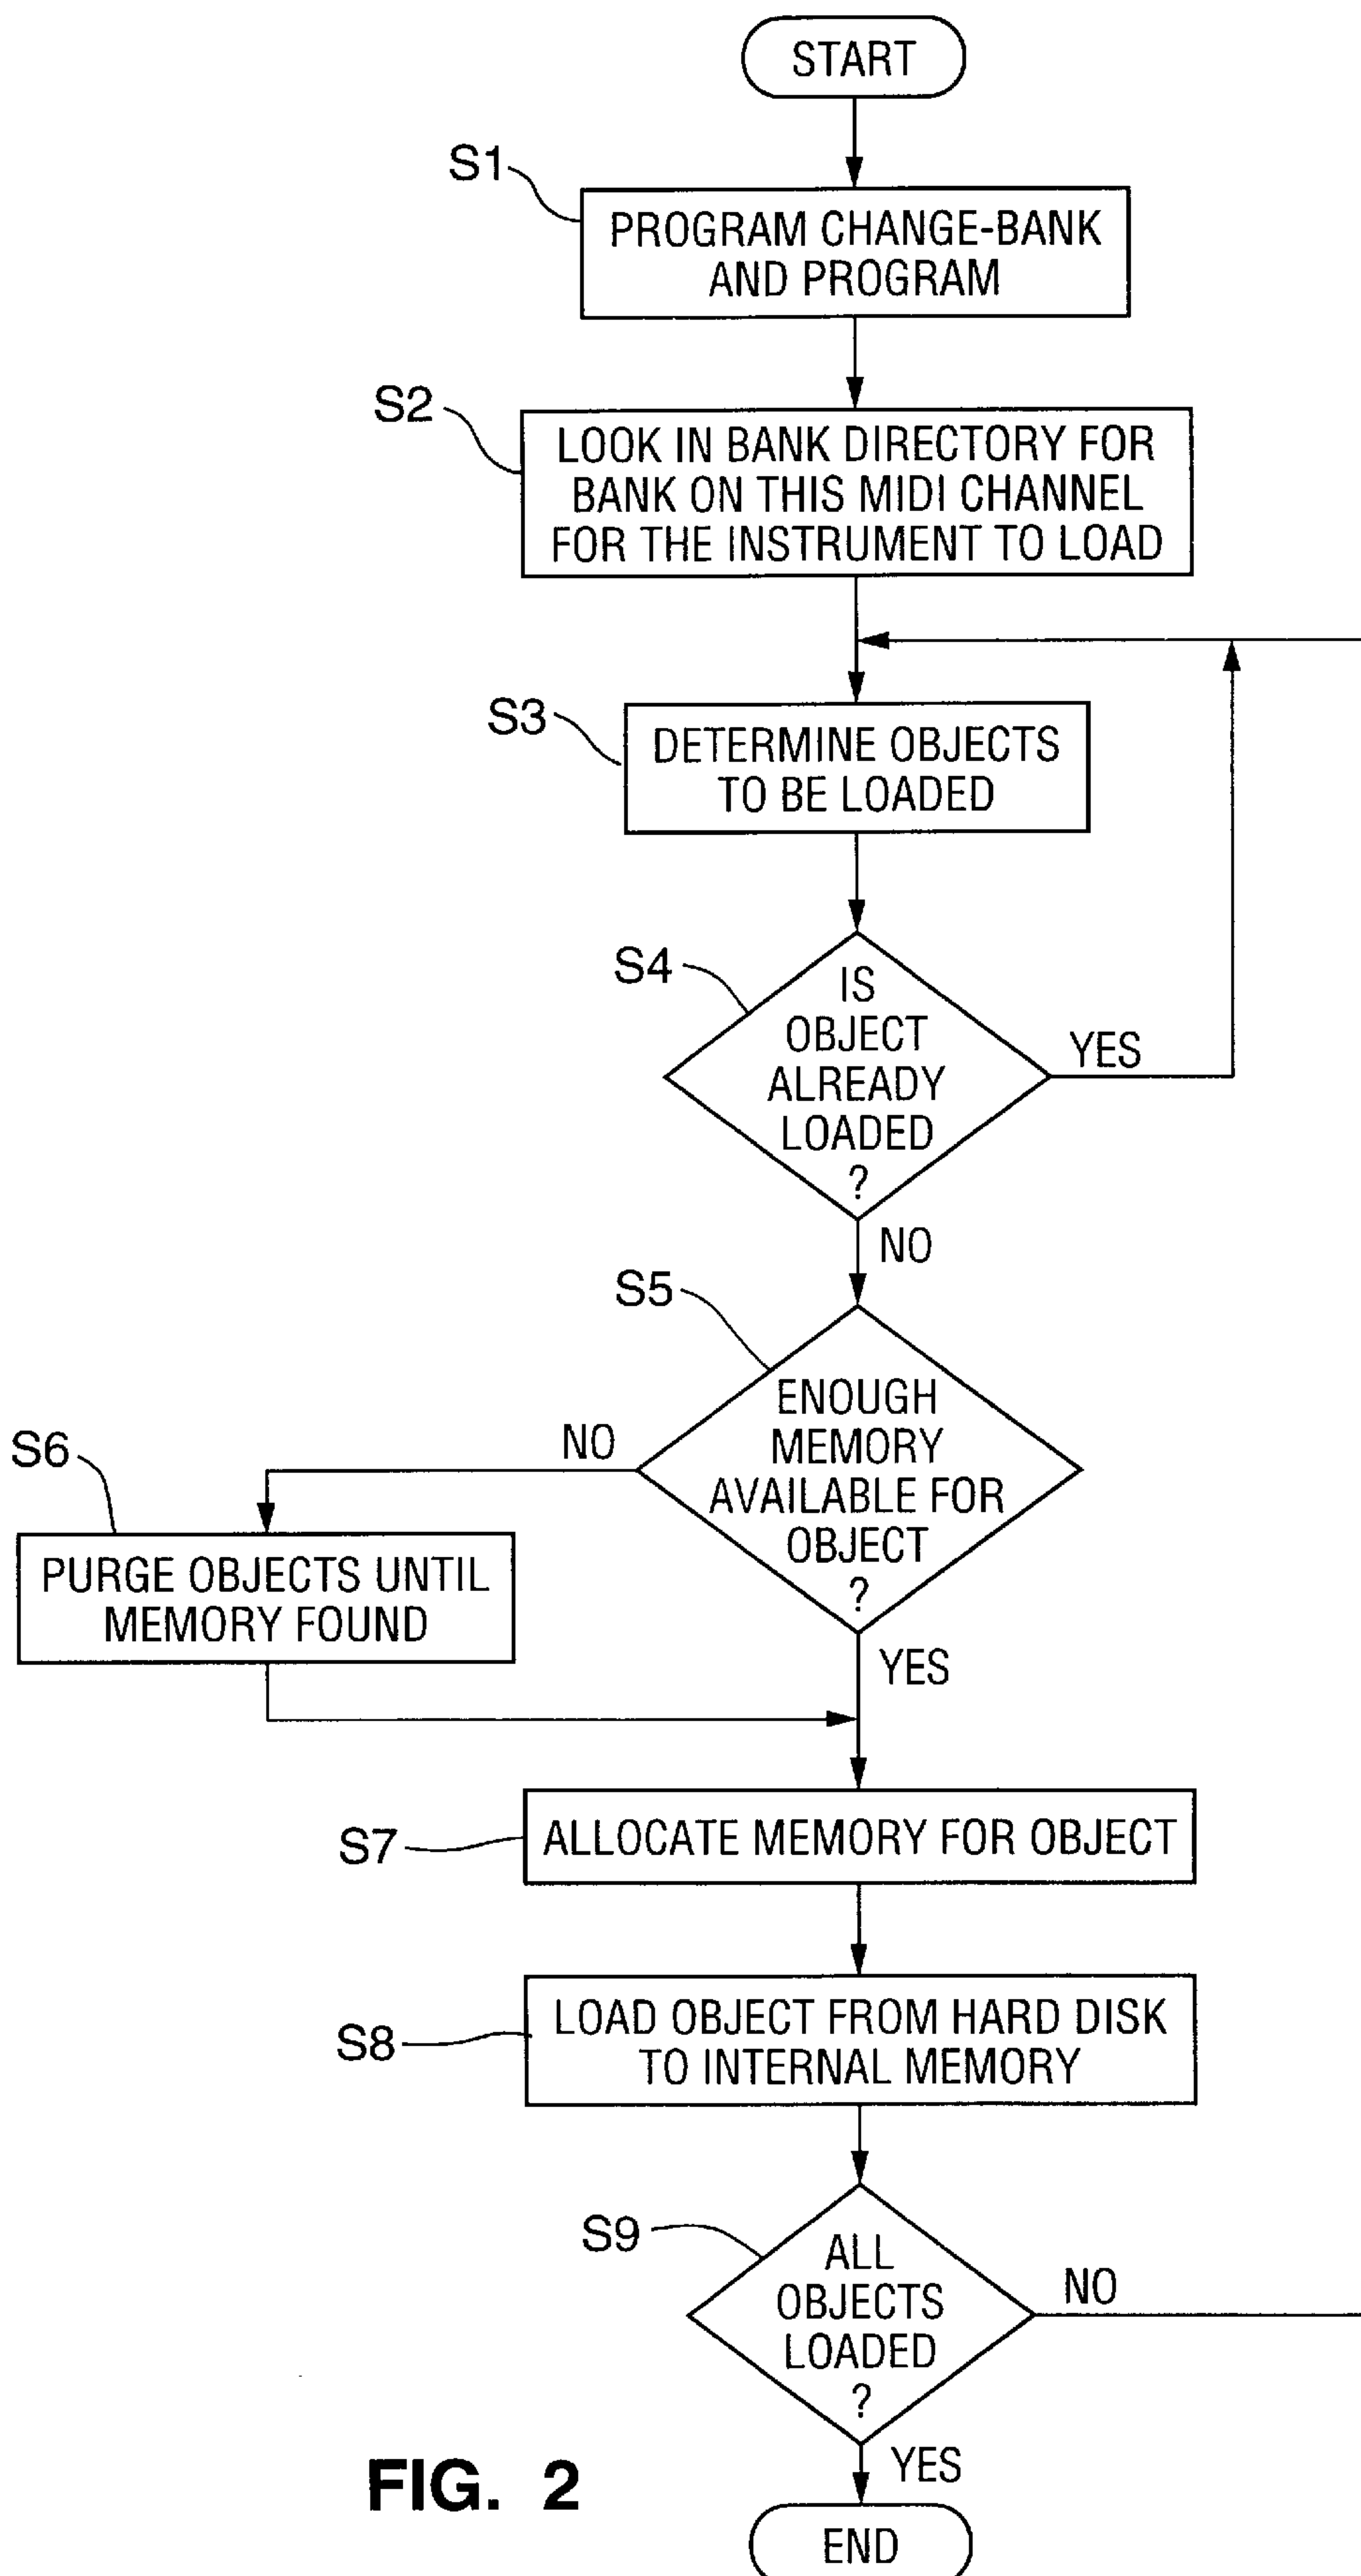 START
S1
PROGRAM CHANGE-BANK
AND PROGRAM
S2
LOOK IN BANK DIRECTORY FOR
BANK ON THIS MIDI CHANNEL
FOR THE INSTRUMENT TO LOAD
S3
DETERMINE OBJECTS
TO BE LOADED
S4
IS
OBJECT
ALREADY
LOADED
?
YES
NO
S5
ENOUGH
MEMORY
AVAILABLE FOR
OBJECT
?
NO
S6
PURGE OBJECTS UNTIL
MEMORY FOUND
YES
S7
ALLOCATE MEMORY FOR OBJECT
S8
LOAD OBJECT FROM HARD DISK
TO INTERNAL MEMORY
S9
ALL
OBJECTS
LOADED
?
NO
YES
END
FIG. 2